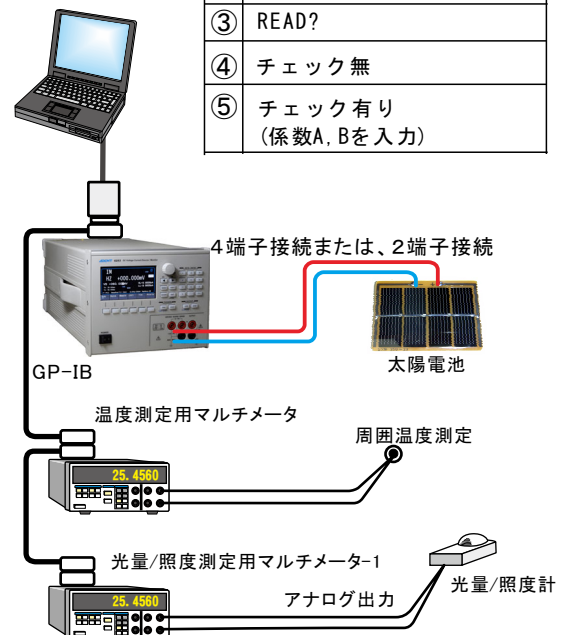 ③ READ?
④ チェック無
⑤ チェック有り
(係数A,Bを入力)
4端子接続または、2端子接続
太陽電池
GP-IB
温度測定用マルチメータ
周囲温度測定
25.4560
光量/照度測定用マルチメータ-1
光量/照度計
アナログ出力
25.4560